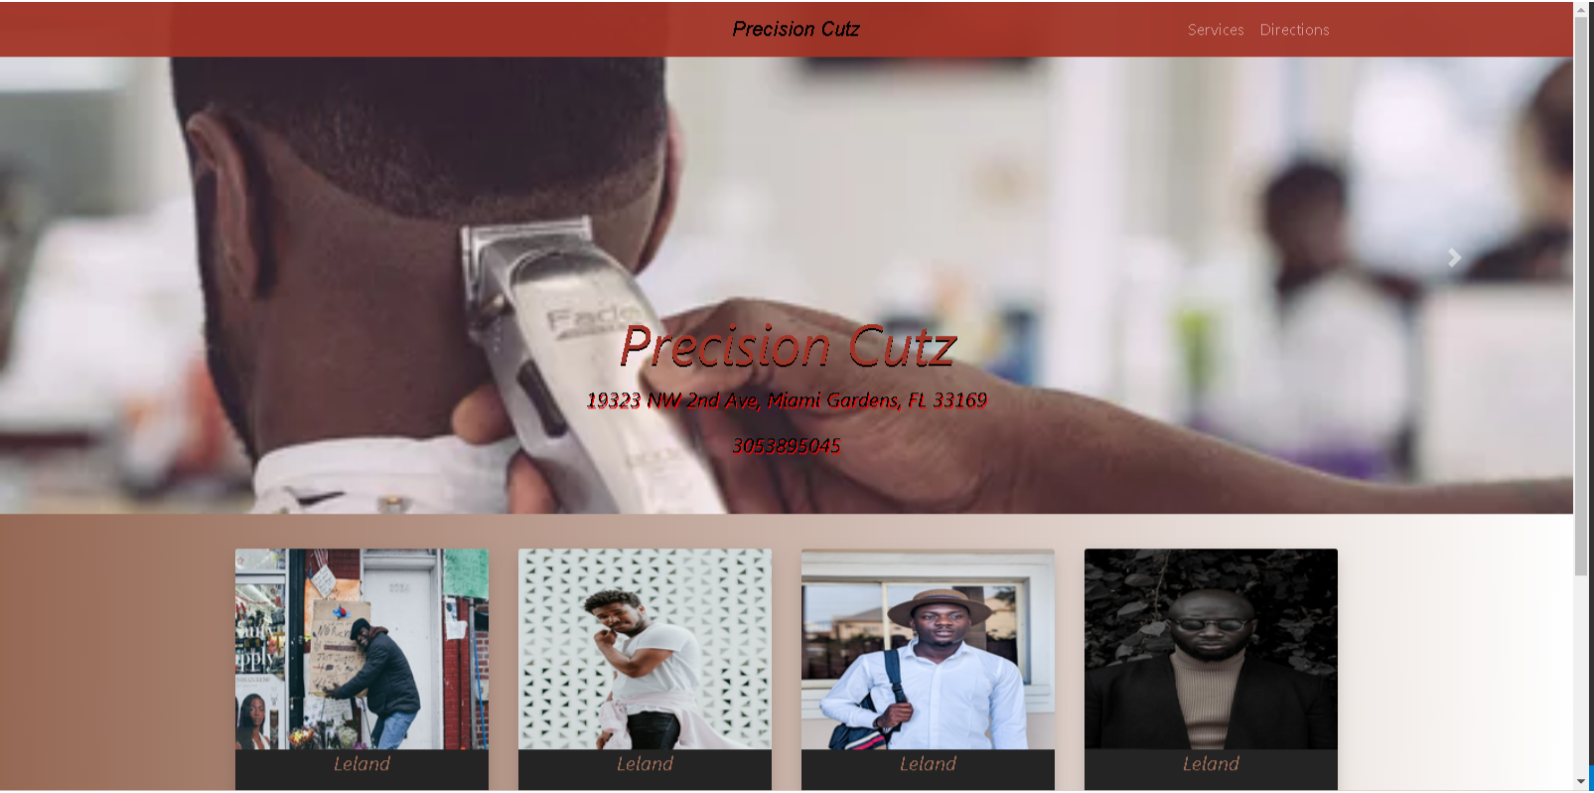 Precision Cutz
Services Directions
Fade
Precision Cutz
19323 NW 2nd Ave, Miami Gardens, FL 33169
3053895045
Leland Leland Leland Leland